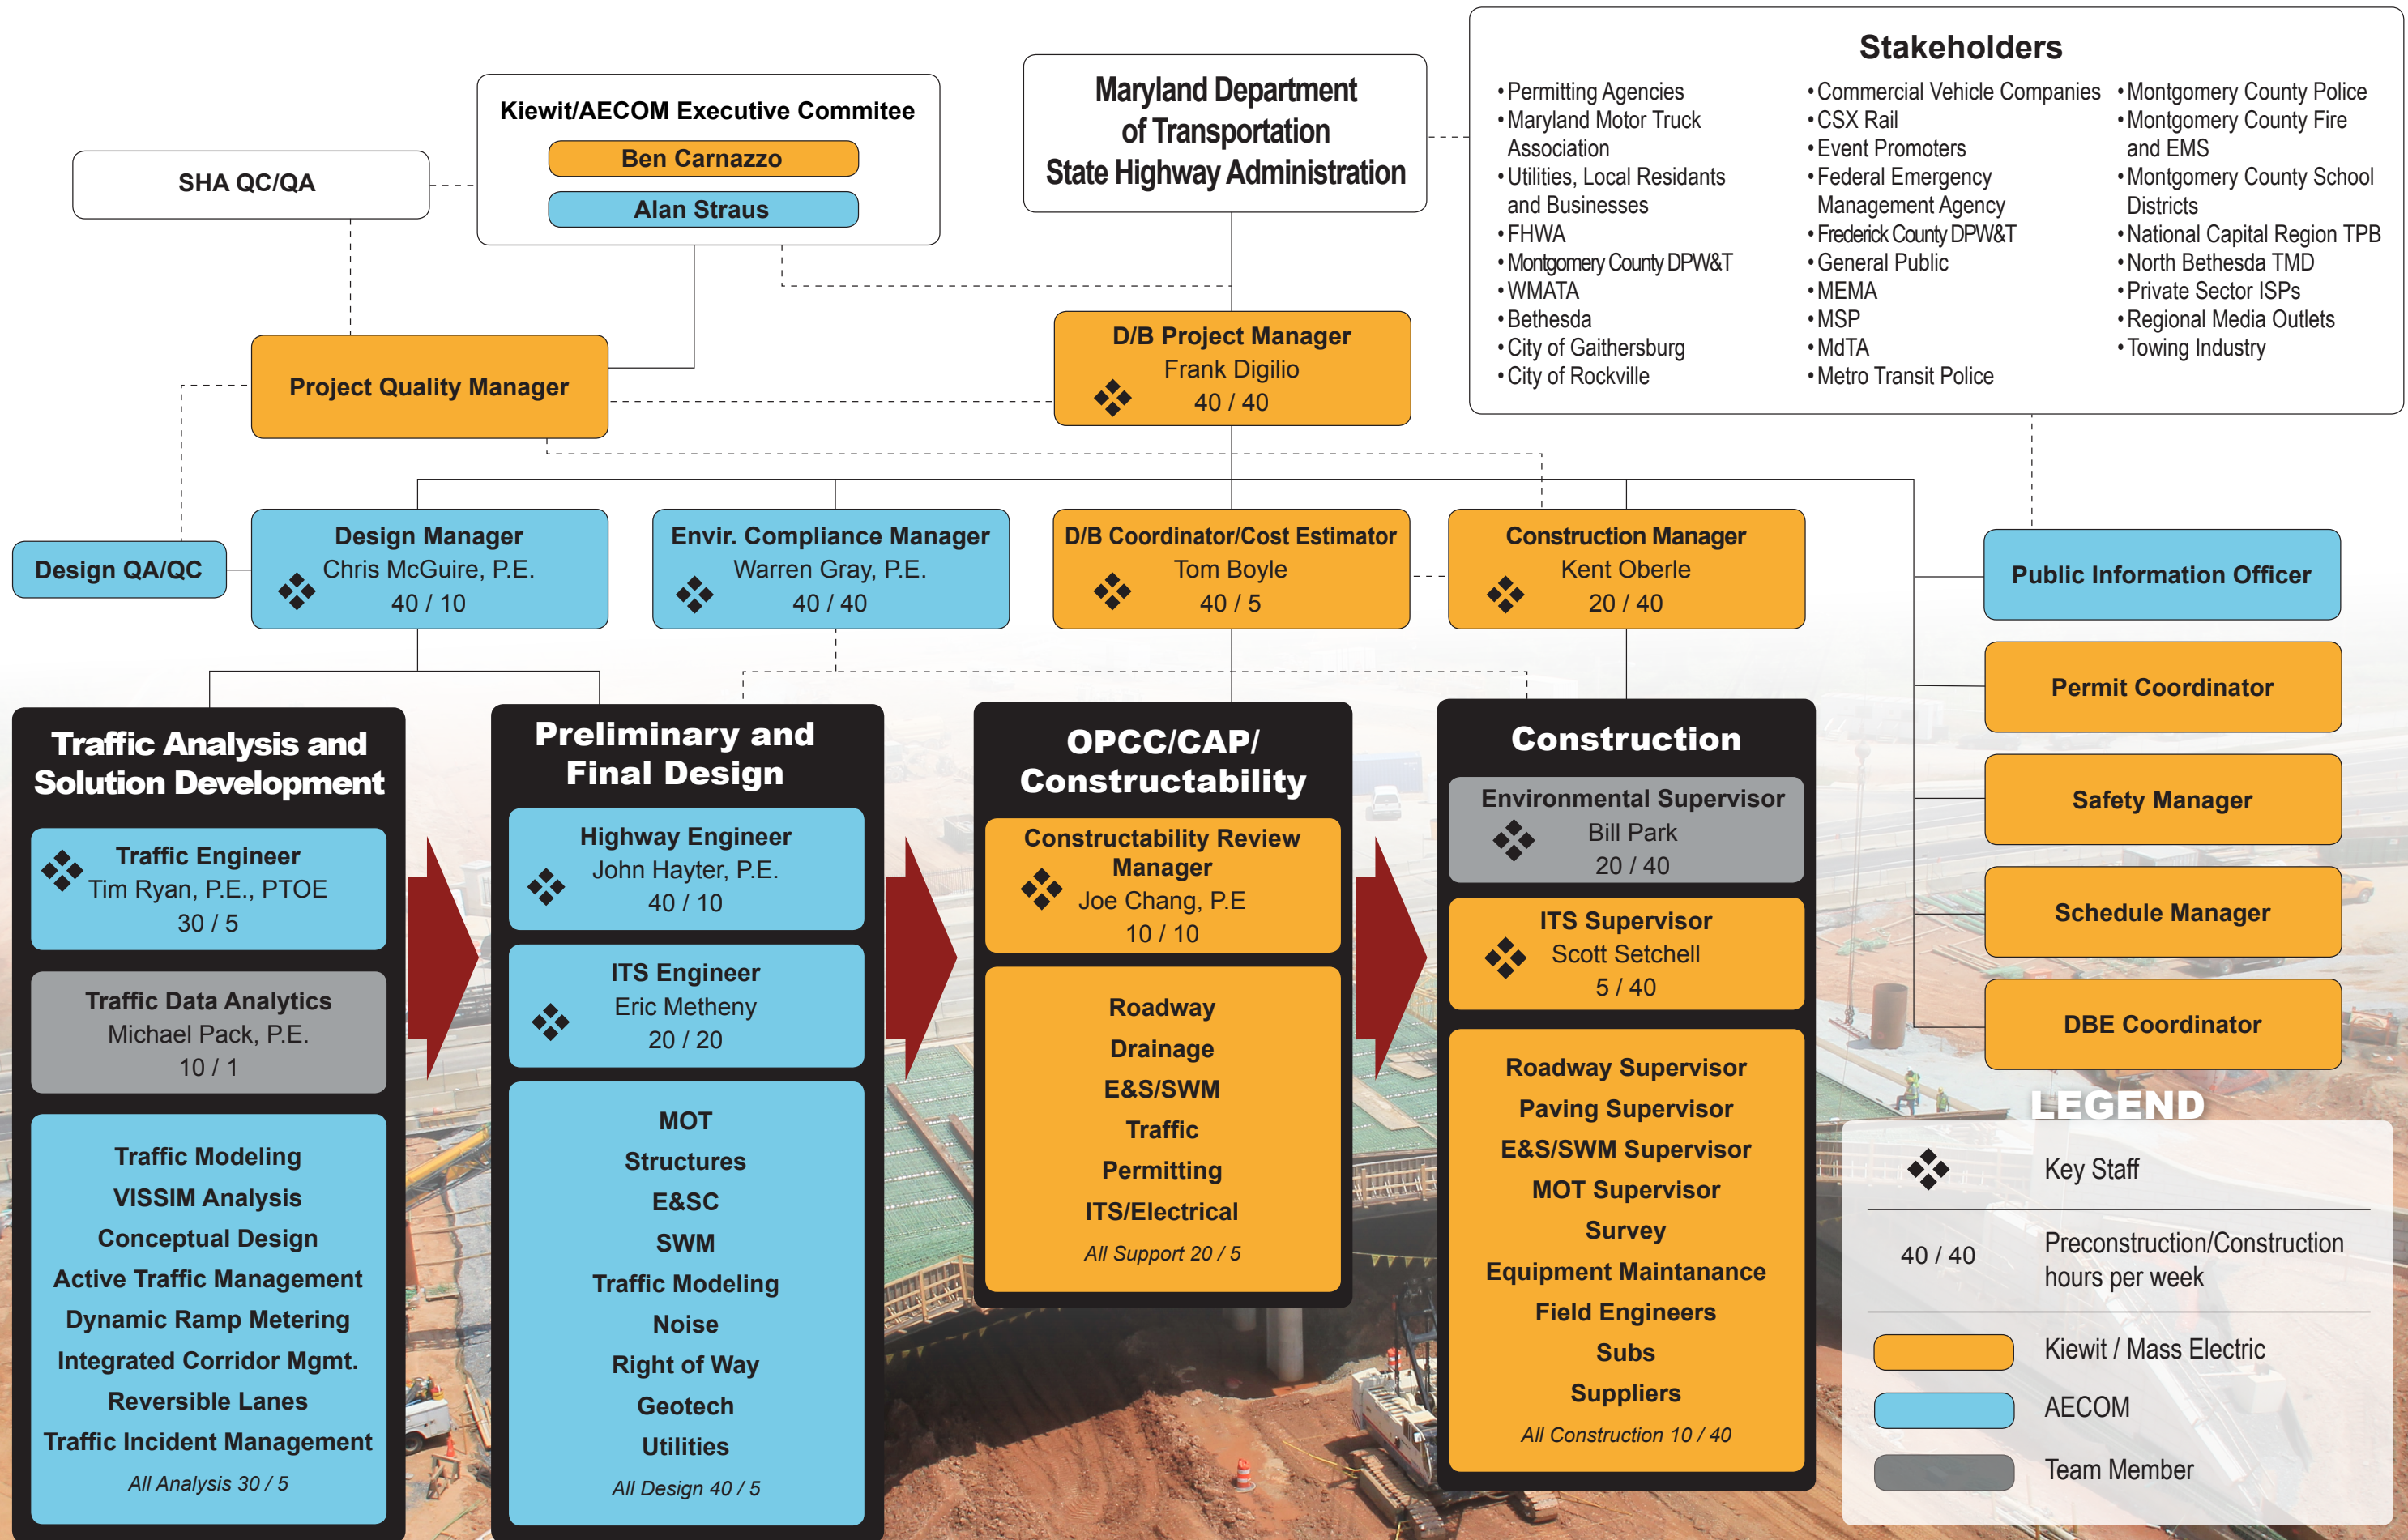 Kiewit/AECOM Executive Commitee
Ben Carnazzo
Alan Straus
SHA QC/QA
Maryland Department
of Transportation
State Highway Administration
Stakeholders
• Permitting Agencies
• Maryland Motor Truck
Association
• Utilities, Local Residants
and Businesses
• FHWA
• Montgomery County DPW&T
• WMATA
• Bethesda
• City of Gaithersburg
• City of Rockville
• Commercial Vehicle Companies
• CSX Rail
• Event Promoters
• Federal Emergency
Management Agency
• Frederick County DPW&T
• General Public
• MEMA
• MSP
• MdTA
• Metro Transit Police
• Montgomery County Police
• Montgomery County Fire
and EMS
• Montgomery County School
Districts
• National Capital Region TPB
• North Bethesda TMD
• Private Sector ISPs
• Regional Media Outlets
• Towing Industry
Project Quality Manager
D/B Project Manager
Frank Digilio
40 / 40
Design QA/QC
Design Manager
Chris McGuire, P.E.
40 / 10
Envir. Compliance Manager
Warren Gray, P.E.
40 / 40
D/B Coordinator/Cost Estimator
Tom Boyle
40 / 5
Construction Manager
Kent Oberle
20 / 40
Public Information Officer
Permit Coordinator
Safety Manager
Schedule Manager
DBE Coordinator
Traffic Analysis and
Solution Development
Traffic Engineer
Tim Ryan, P.E., PTOE
30 / 5
Traffic Data Analytics
Michael Pack, P.E.
10 / 1
Traffic Modeling
VISSIM Analysis
Conceptual Design
Active Traffic Management
Dynamic Ramp Metering
Integrated Corridor Mgmt.
Reversible Lanes
Traffic Incident Management
All Analysis 30 / 5
Preliminary and
Final Design
Highway Engineer
John Hayter, P.E.
40 / 10
ITS Engineer
Eric Metheny
20 / 20
MOT
Structures
E&SC
SWM
Traffic Modeling
Noise
Right of Way
Geotech
Utilities
All Design 40 / 5
OPCC/CAP/
Constructability
Constructability Review
Manager
Joe Chang, P.E
10 / 10
Roadway
Drainage
E&S/SWM
Traffic
Permitting
ITS/Electrical
All Support 20 / 5
Construction
Environmental Supervisor
Bill Park
20 / 40
ITS Supervisor
Scott Setchell
5 / 40
Roadway Supervisor
Paving Supervisor
E&S/SWM Supervisor
MOT Supervisor
Survey
Equipment Maintanance
Field Engineers
Subs
Suppliers
All Construction 10 / 40
LEGEND
Key Staff
40 / 40
Preconstruction/Construction
hours per week
Kiewit / Mass Electric
AECOM
Team Member